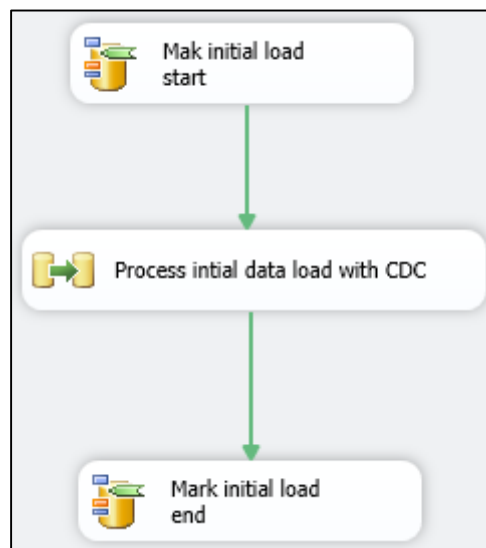 Mak initial load
start
Process intial data load with CDC
Mark initial load
end